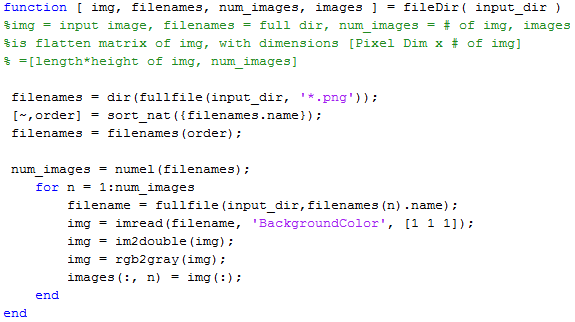 function [ img, filenames, num_images, images ] = fileDir( input_dir )
%img = input image, filenames = full dir, num_images = # of img, images
%is flatten matrix of img, with dimensions [Pixel Dim x # of img]
% =[length*height of img, num_images]
filenames = dir(fullfile(input_dir, '*.png'));
[~,order] = sort_nat({filenames.name});
filenames = filenames(order);
num_images = numel(filenames);
for n = 1:num_images
filename = fullfile(input_dir,filenames(n).name);
img = imread(filename, 'BackgroundColor', [1 1 1]);
img = im2double(img);
img = rgb2gray(img);
images(:, n) = img(:);
end
end